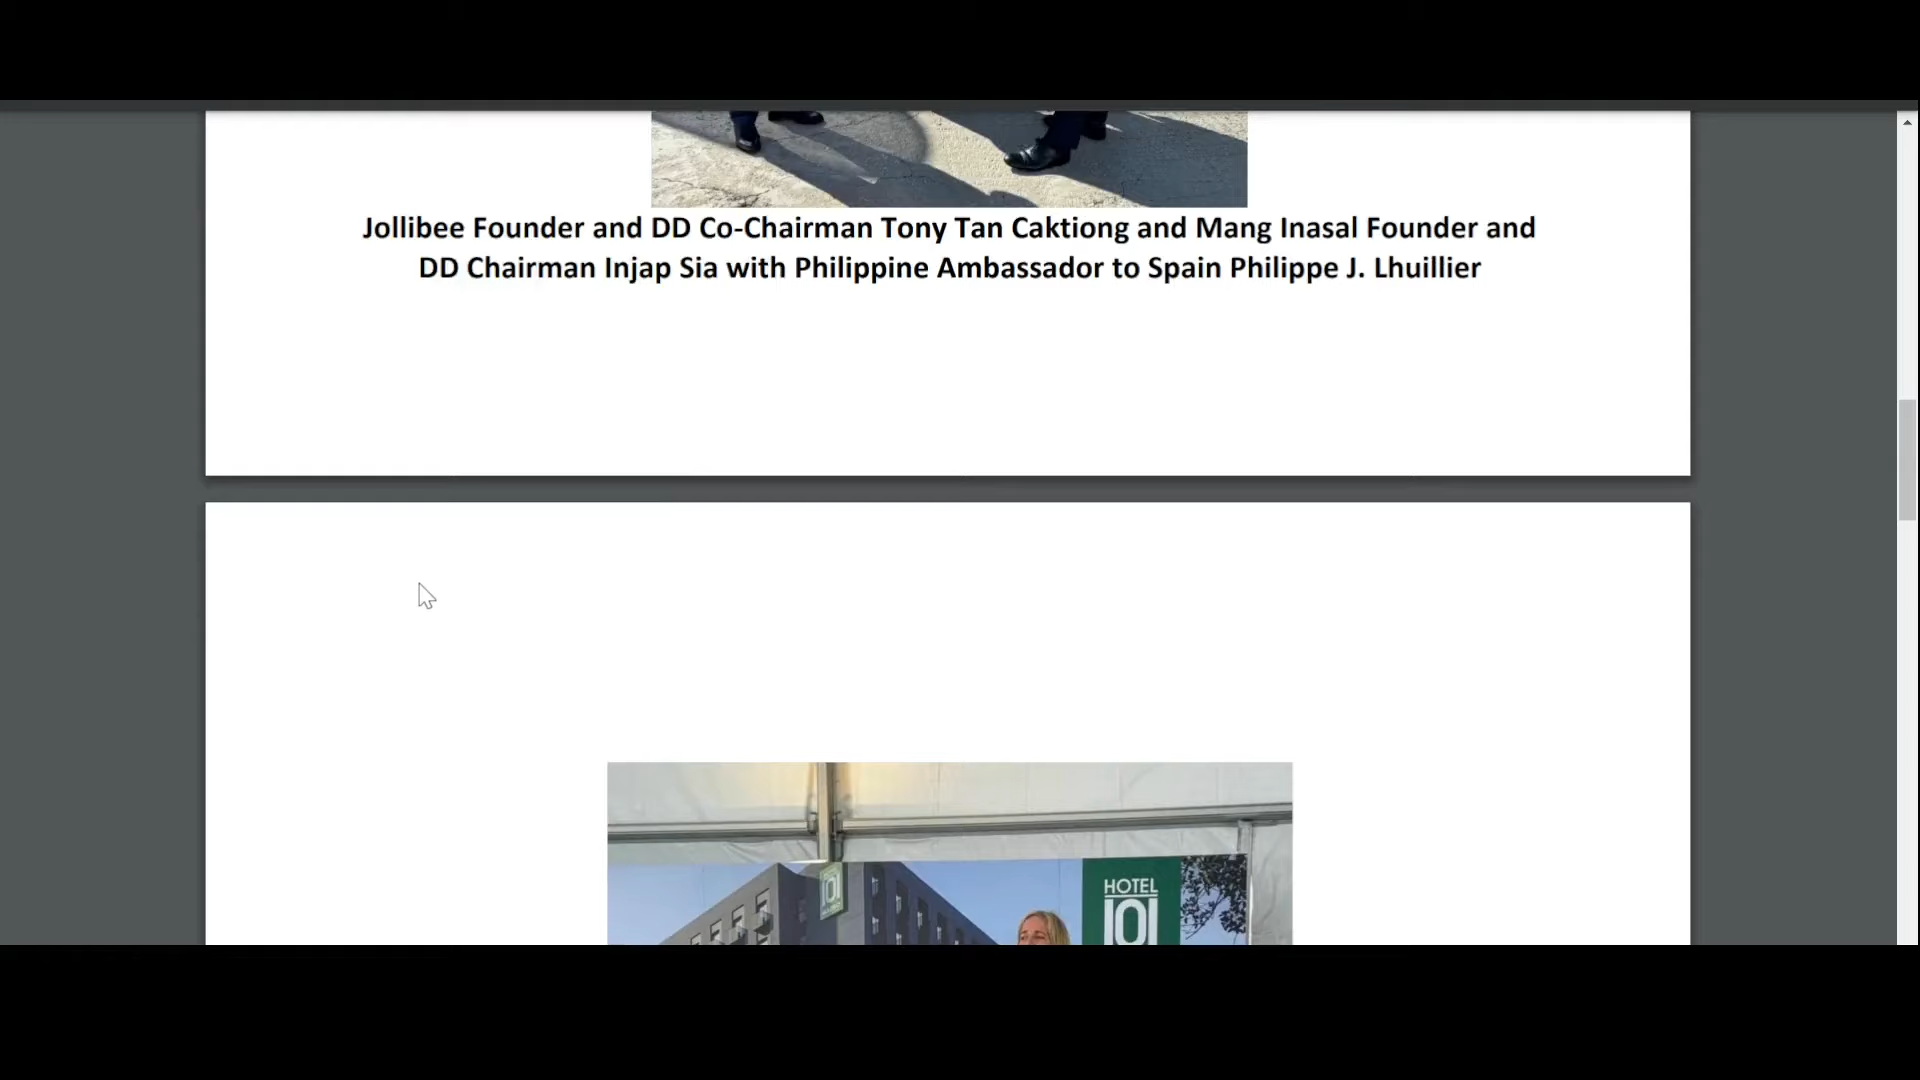 Jollibee Founder and DD Co-Chairman Tony Tan Caktiong and Mang Inasal Founder and
DD Chairman Injap Sia with Philippine Ambassador to Spain Philippe J. Lhuillier
101
HOTEL
101